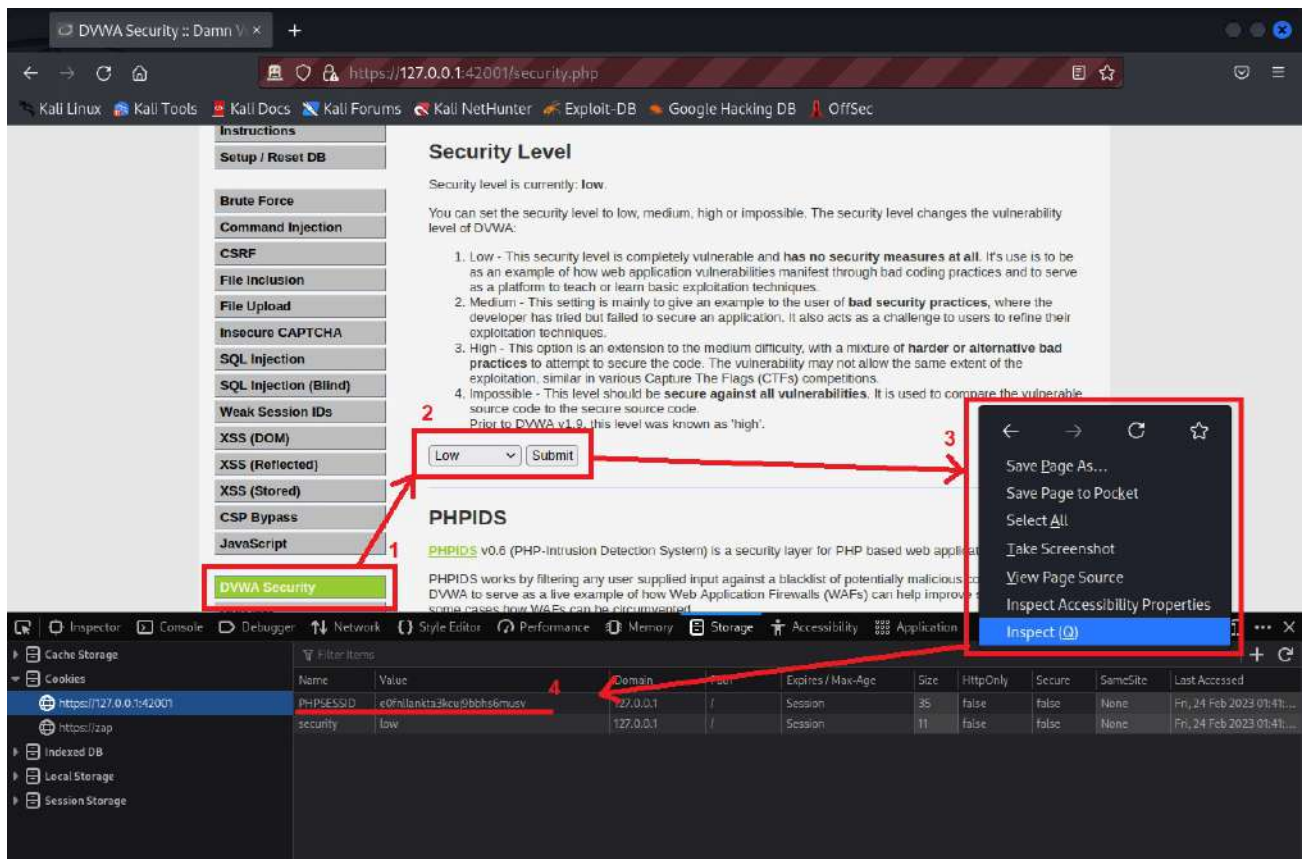 DVWA Security :: Damn V
https://127.0.0.1:42001/security.php
Kali Linux Kali Tools Kali Docs Kali Forums Kali NetHunter Exploit-DB Google Hacking DB OffSec
Instructions
Setup / Reset DB
Brute Force
Command Injection
CSRF
File Inclusion
File Upload
Insecure CAPTCHA
SQL Injection
SQL Injection (Blind)
Weak Session IDs
XSS (DOM)
XSS (Reflected)
XSS (Stored)
CSP Bypass
JavaScript
1
DVWA Security
Security Level
Security level is currently: low.
You can set the security level to low, medium, high or impossible. The security level changes the vulnerability
level of DVWA:
1. Low - This security level is completely vulnerable and has no security measures at all. It's use is to be
as an example of how web application vulnerabilities manifest through bad coding practices and to serve
as a platform to teach or learn basic exploitation techniques.
2. Medium - This setting is mainly to give an example to the user of bad security practices, where the
developer has tried but failed to secure an application. It also acts as a challenge to users to refine their
exploitation techniques.
3. High - This option is an extension to the medium difficulty, with a mixture of harder or alternative bad
practices to attempt to secure the code. The vulnerability may not allow the same extent of the
exploitation, similar in various Capture The Flags (CTFs) competitions.
4. Impossible - This level should be secure against all vulnerabilities. It is used to compare the vulnerable
source code to the secure source code.
Prior to DVWA v1.9, this level was known as 'high'.
2
Low Submit
PHPIDS
PHPIDS v0.6 (PHP-Intrusion Detection System) is a security layer for PHP based web
PHPIDS works by filtering any user supplied input against a blacklist of potentially malicious
DVWA to serve as a live example of how Web Application Firewalls (WAFs) can help improve
some cases how WAFs can be circumvented
3
Save Page As...
Save Page to Pocket
Select All
Take Screenshot
View Page Source
Inspect Accessibility Properties
Inspect (Q)
Inspector Console Debugger Network Style Editor Performance Memory Storage Accessibility Application
Cache Storage
Cookies
https://127.0.0.1:42001
https://zap
Indexed DB
Local Storage
Session Storage
Filter Items
Name Value Domain Path Expires / Max-Age Size HttpOnly Secure SameSite Last Accessed
4
PHPSESSID 127.0.0.1 / Session 35 false false None Fri, 24 Feb 2023 01:41:...
security low 127.0.0.1 / Session 11 false false None Fri, 24 Feb 2023 01:41:...